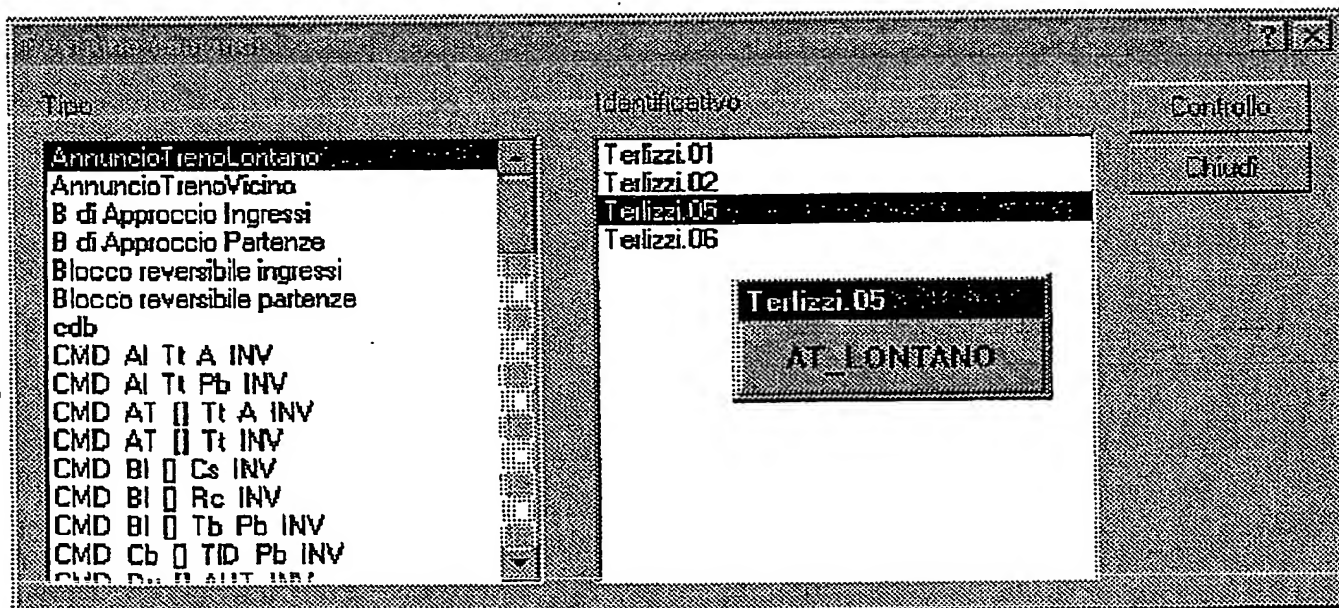 Tipo
Identificativo
Controllo
Chiudi
AnnuncioTrenoLontano
AnnuncioTrenoVicino
B di Approccio Ingressi
B di Approccio Partenze
Blocco reversibile ingressi
Blocco reversibile partenze
cdb
CMD AI Tt A INV
CMD AI Tt Pb INV
CMD AT [] Tt A INV
CMD AT [] Tt INV
CMD BI [] Cs INV
CMD BI [] Rc INV
CMD BI [] Tb Pb INV
CMD Cb [] TID Pb INV
Terlizzi.01
Terlizzi.02
Terlizzi.05
Terlizzi.06
Terlizzi.05
AT_LONTANO